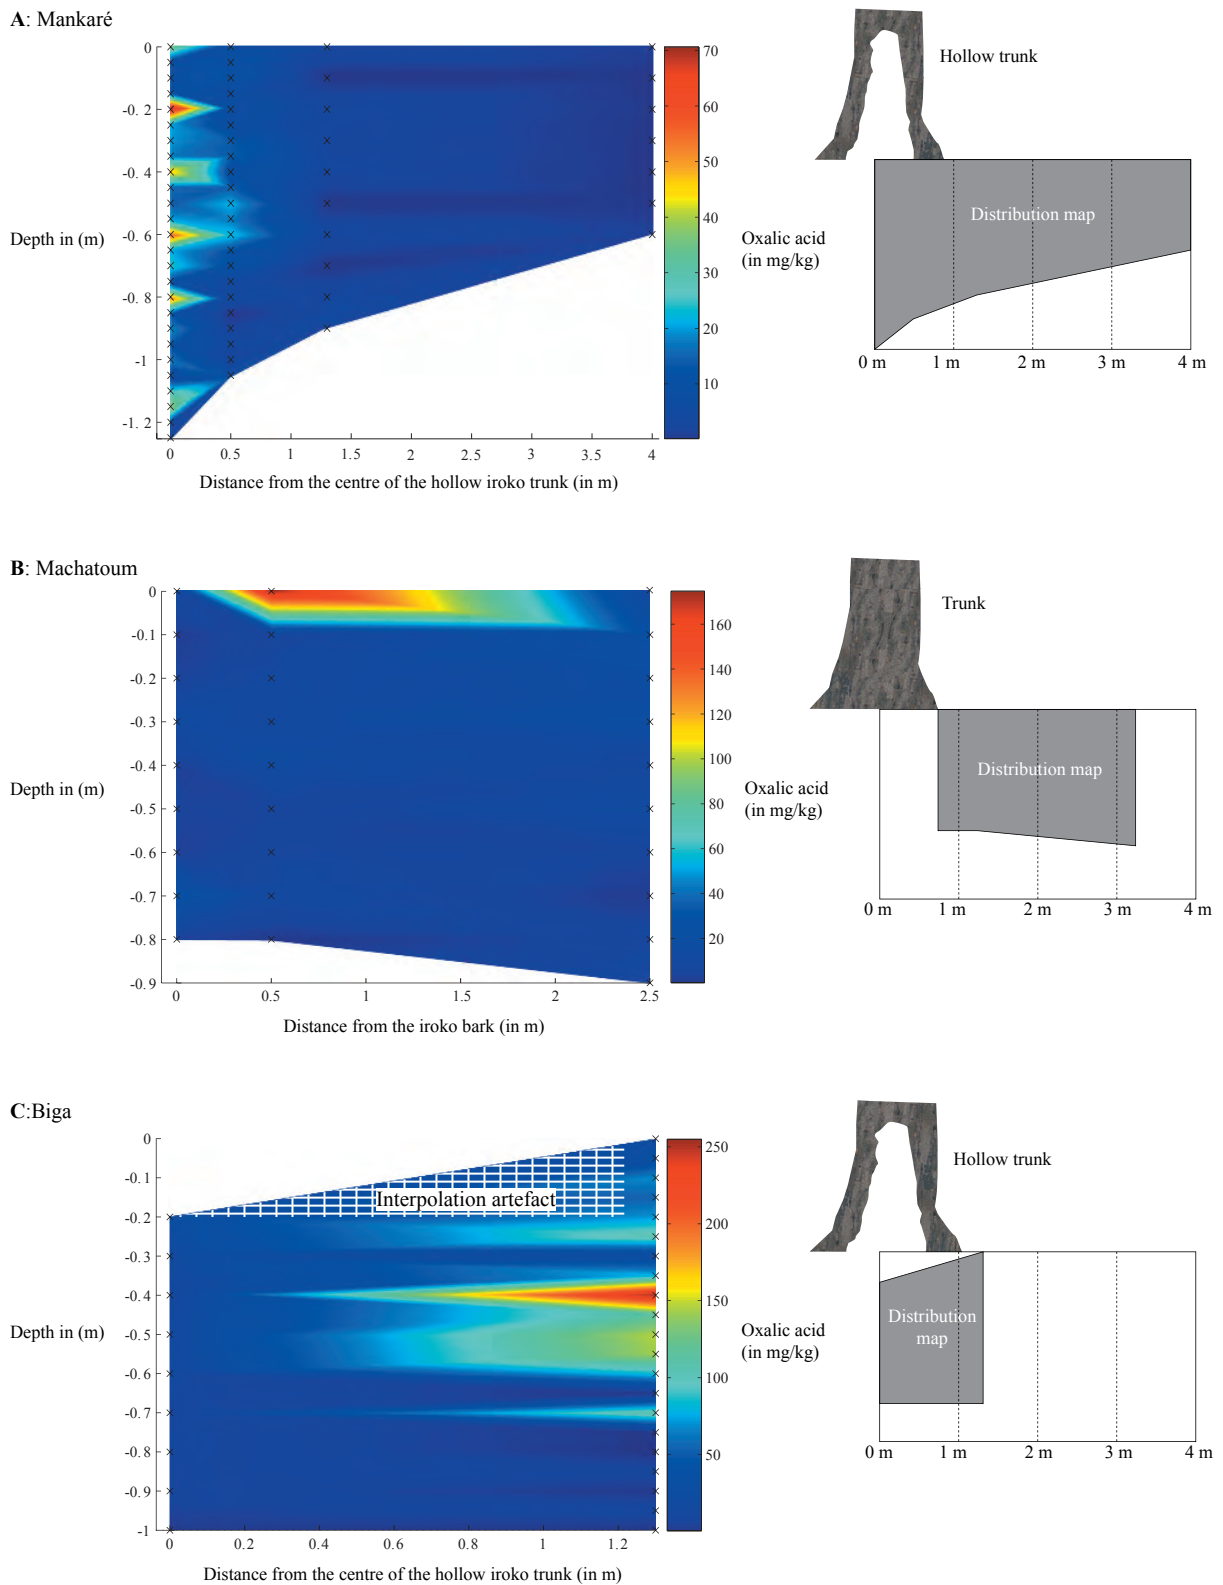 A: Mankaré
0
-0.2
-0.4
-0.6
-0.8
-1
-1.2
Depth in (m)
0 0.5 1 1.5 2 2.5 3 3.5 4
Distance from the centre of the hollow iroko trunk (in m)
70
60
50
40
30
20
10
Oxalic acid
(in mg/kg)
Hollow trunk
Distribution map
0 m 1 m 2 m 3 m 4 m
B: Machatoum
0
-0.1
-0.2
-0.3
-0.4
-0.5
-0.6
-0.7
-0.8
-0.9
Depth in (m)
0 0.5 1 1.5 2 2.5
Distance from the iroko bark (in m)
160
140
120
100
80
60
40
20
Oxalic acid
(in mg/kg)
Trunk
Distribution map
0 m 1 m 2 m 3 m 4 m
C:Biga
0
-0.1
-0.2
-0.3
-0.4
-0.5
-0.6
-0.7
-0.8
-0.9
-1
Depth in (m)
Interpolation artefact
0 0.2 0.4 0.6 0.8 1 1.2
Distance from the centre of the hollow iroko trunk (in m)
250
200
150
100
50
Oxalic acid
(in mg/kg)
Hollow trunk
Distribution
map
0 m 1 m 2 m 3 m 4 m